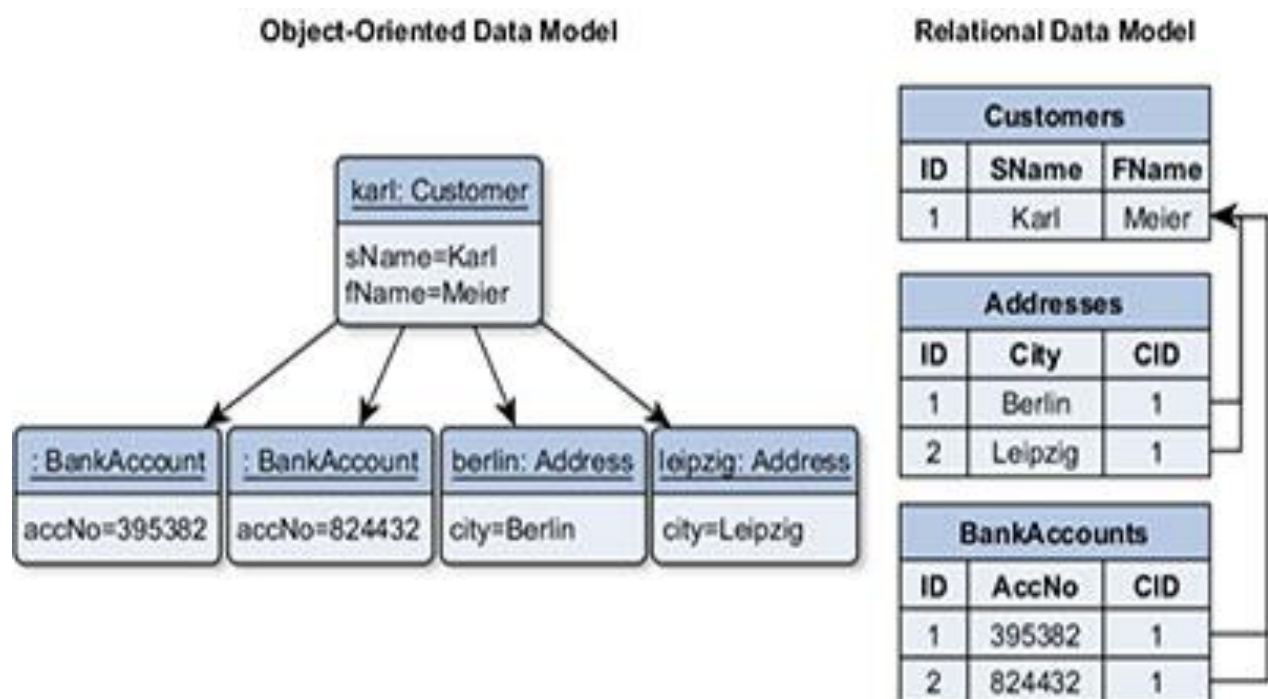 Object-Oriented Data Model
karl: Customer
sName=Karl
fName=Meier
: BankAccount
accNo=395382
: BankAccount
accNo=824432
berlin: Address
city=Berlin
leipzig: Address
city=Leipzig
Relational Data Model
Customers
ID SName FName
1 Karl Meier
Addresses
ID City CID
1 Berlin 1
2 Leipzig 1
BankAccounts
ID AccNo CID
1 395382 1
2 824432 1